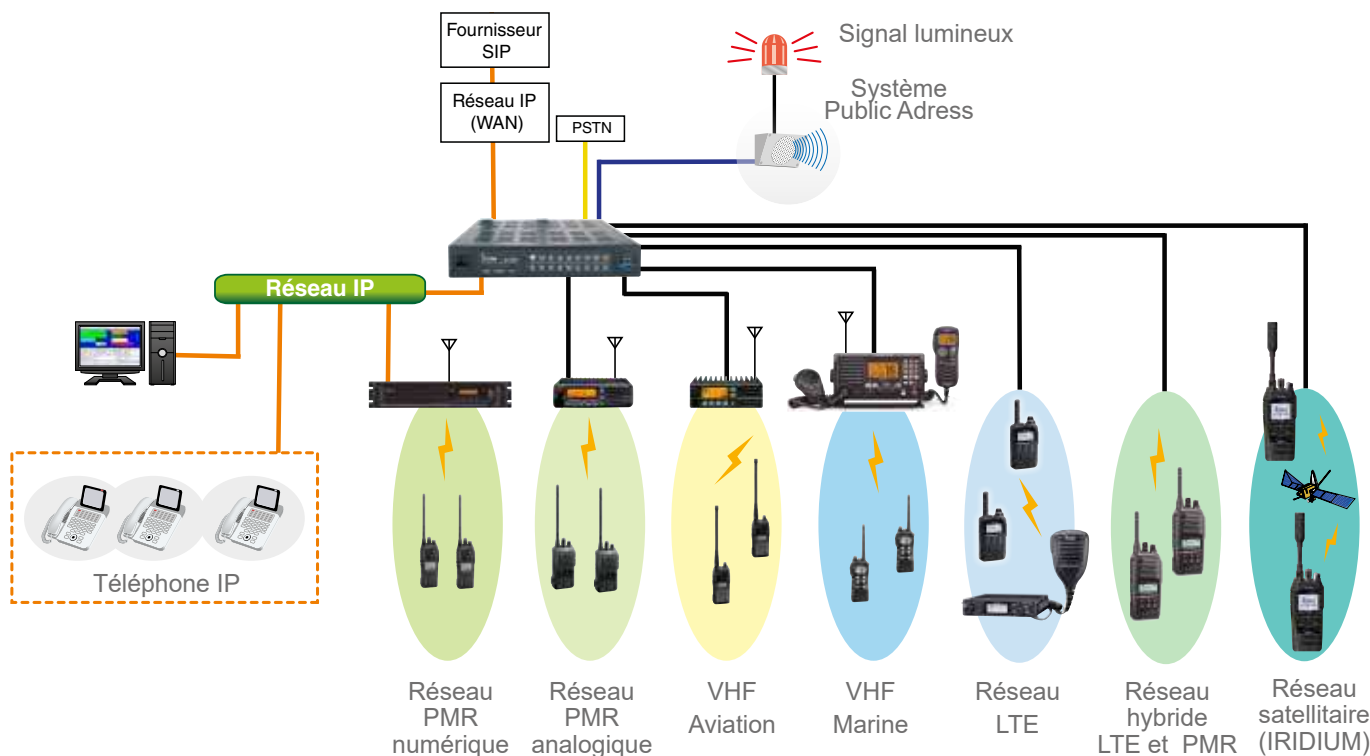 Fournisseur
SIP
Signal lumineux
Réseau IP
(WAN)
Système
Public Adress
PSTN
Réseau IP
Téléphone IP
Réseau
PMR
numérique
Réseau
PMR
analogique
VHF
Aviation
VHF
Marine
Réseau
LTE
Réseau
hybride
LTE et PMR
Réseau
satellitaire
(IRIDIUM)